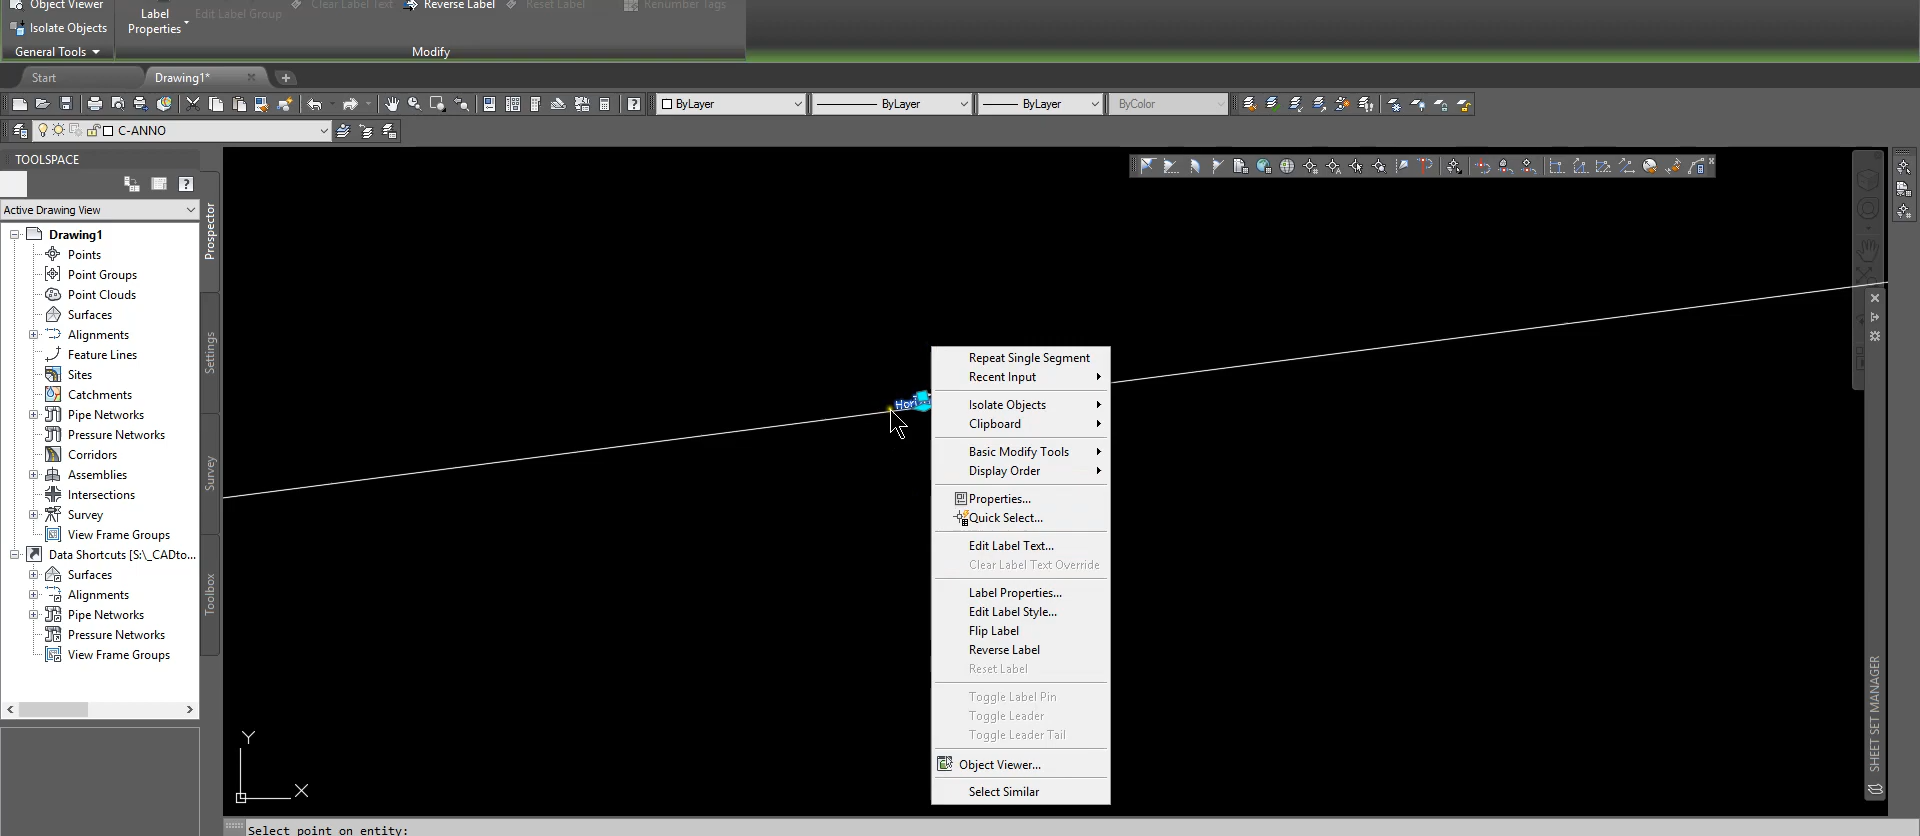 Object Viewer
Isolate Objects
General Tools
Label
Properties
Edit Label Group
Clear Label Text
Reverse Label
Reset Label
Renumber Tags
Modify
Start
Drawing1*
ByLayer
ByLayer
ByLayer
ByColor
C-ANNO
TOOLSPACE
Active Drawing View
Drawing1
Points
Point Groups
Point Clouds
Surfaces
Alignments
Feature Lines
Sites
Catchments
Pipe Networks
Pressure Networks
Corridors
Assemblies
Intersections
Survey
View Frame Groups
Data Shortcuts [S:\_CADto...
Surfaces
Alignments
Pipe Networks
Pressure Networks
View Frame Groups
Prospector
Settings
Survey
Toolbox
Hori
Repeat Single Segment
Recent Input
Isolate Objects
Clipboard
Basic Modify Tools
Display Order
Properties...
Quick Select...
Edit Label Text...
Clear Label Text Override
Label Properties...
Edit Label Style...
Flip Label
Reverse Label
Reset Label
Toggle Label Pin
Toggle Leader
Toggle Leader Tail
Object Viewer...
Select Similar
Y
X
SHEET SET MANAGER
Select point on entity: